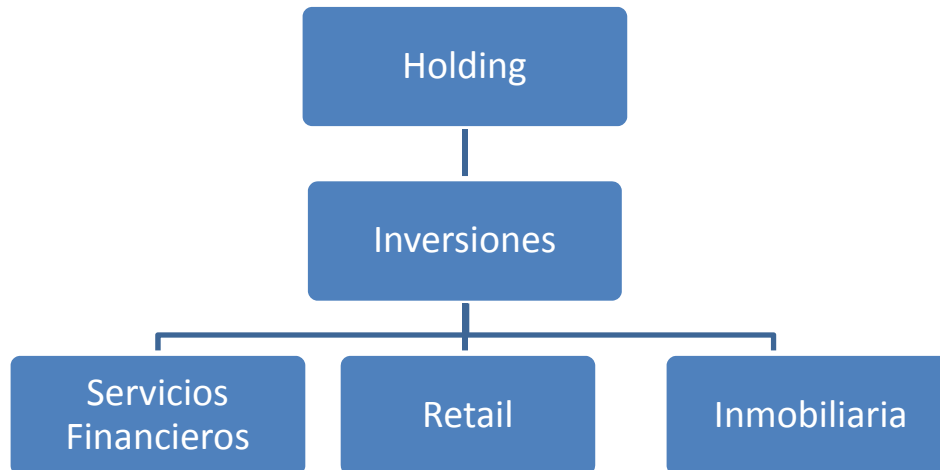 Holding
Inversiones
Servicios
Financieros
Retail
Inmobiliaria